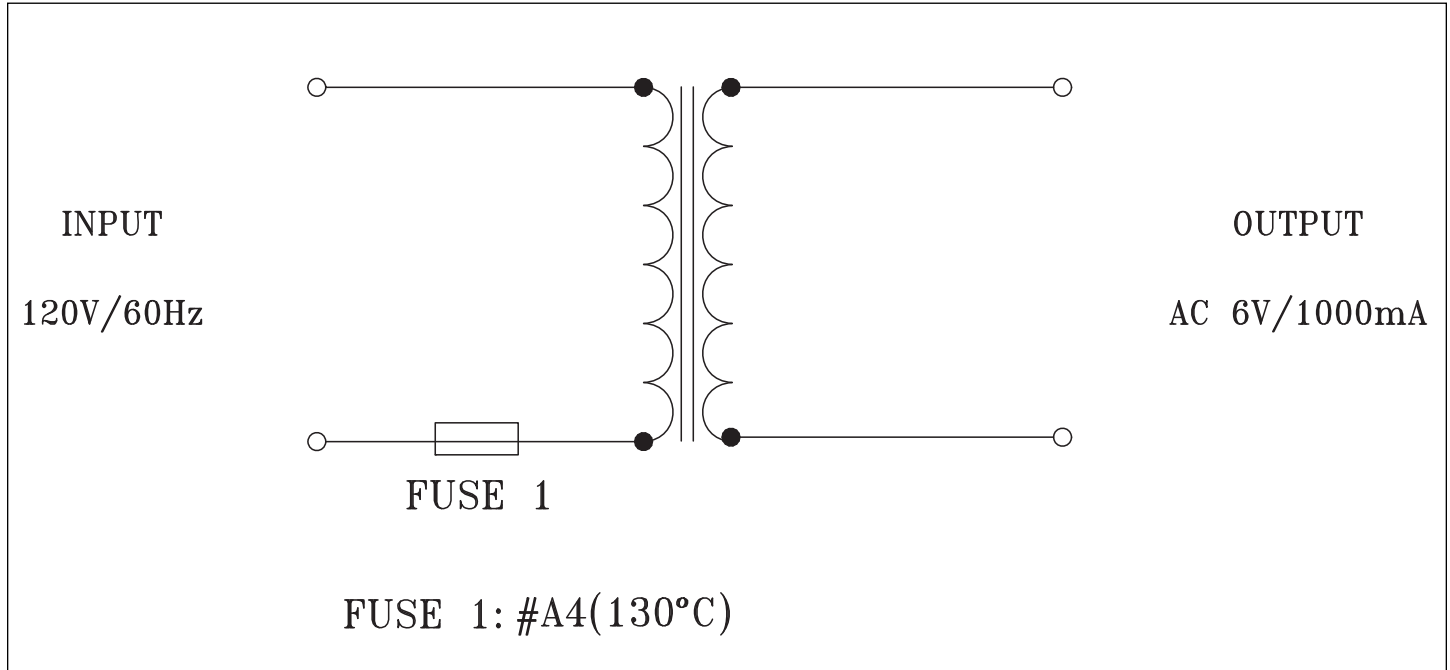 INPUT
OUTPUT
120V/60Hz
AC 6V/1000mA
FUSE 1
FUSE 1: #A4(130°C)